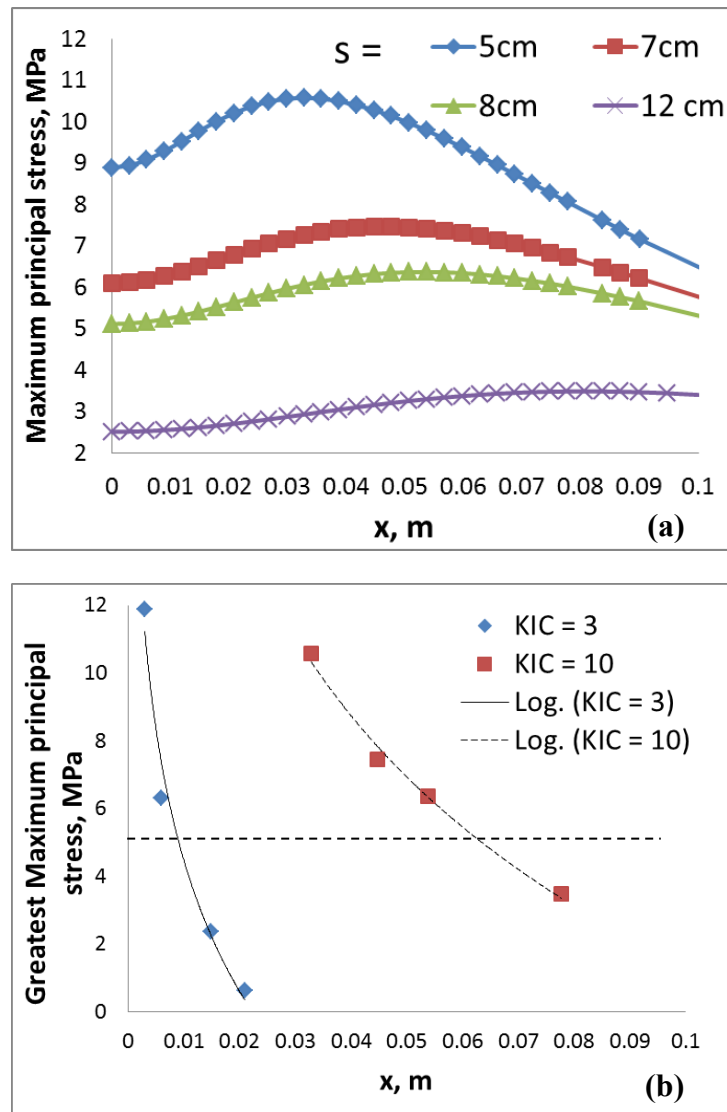 12
11
10
9
8
7
6
5
4
3
2
Maximum principal stress, MPa
s =
5cm
7cm
8cm
12 cm
0 0.01 0.02 0.03 0.04 0.05 0.06 0.07 0.08 0.09 0.1
x, m
(a)
12
10
8
6
4
2
0
Greatest Maximum principal
stress, MPa
KIC = 3
KIC = 10
Log. (KIC = 3)
Log. (KIC = 10)
0 0.01 0.02 0.03 0.04 0.05 0.06 0.07 0.08 0.09 0.1
x, m
(b)